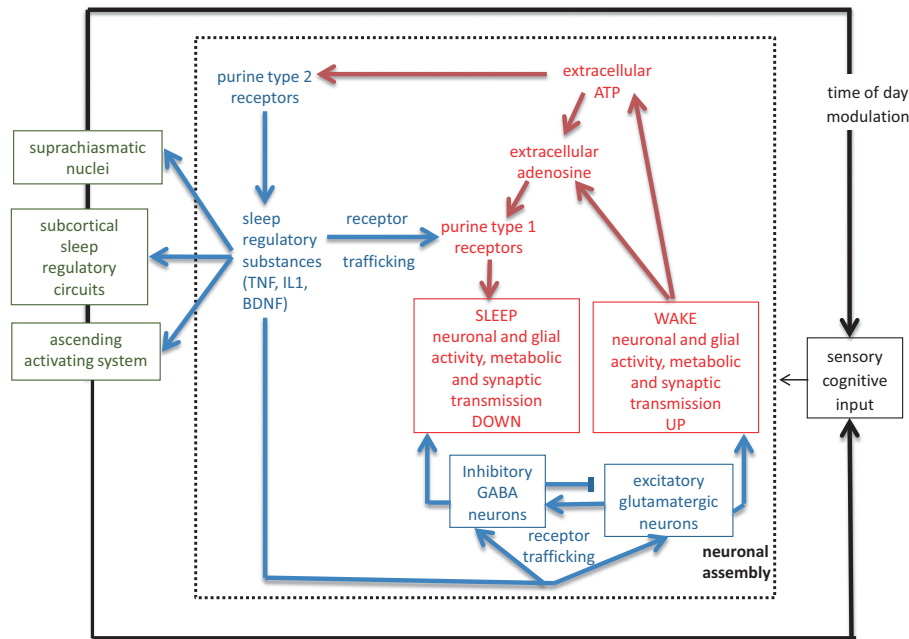 purine type 2
receptors
extracellular
ATP
time of day
modulation
suprachiasmatic
nuclei
extracellular
adenosine
subcortical
sleep
regulatory
circuits
sleep
regulatory
substances
(TNF, IL1,
BDNF)
receptor
trafficking
purine type 1
receptors
ascending
activating system
SLEEP
neuronal and glial
activity, metabolic
and synaptic
transmission
DOWN
WAKE
neuronal and glial
activity, metabolic
and synaptic
transmission
UP
sensory
cognitive
input
Inhibitory
GABA
neurons
excitatory
glutamatergic
neurons
receptor
trafficking
neuronal
assembly